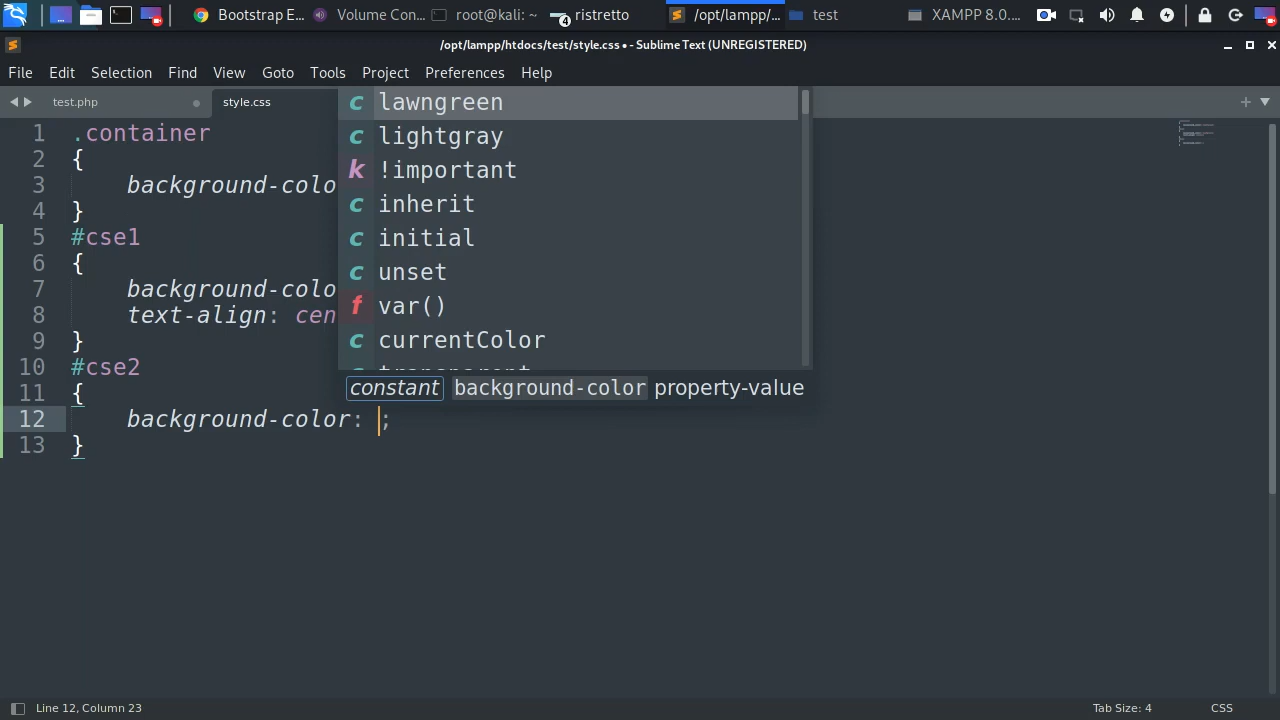 Bootstrap E... Volume Con... root@kali: ~ 4 ristretto /opt/lampp/... test XAMPP 8.0....
/opt/lampp/htdocs/test/style.css • - Sublime Text (UNREGISTERED)
File Edit Selection Find View Goto Tools Project Preferences Help
test.php style.css
1 .container
2 {
3 background-colo
4 }
5 #cse1
6 {
7 background-colo
8 text-align: cen
9 }
10 #cse2
11 {
12 background-color: ;
13 }
c lawngreen
c lightgray
k !important
c inherit
c initial
c unset
f var()
c currentColor
constant background-color property-value
Line 12, Column 23 Tab Size: 4 CSS